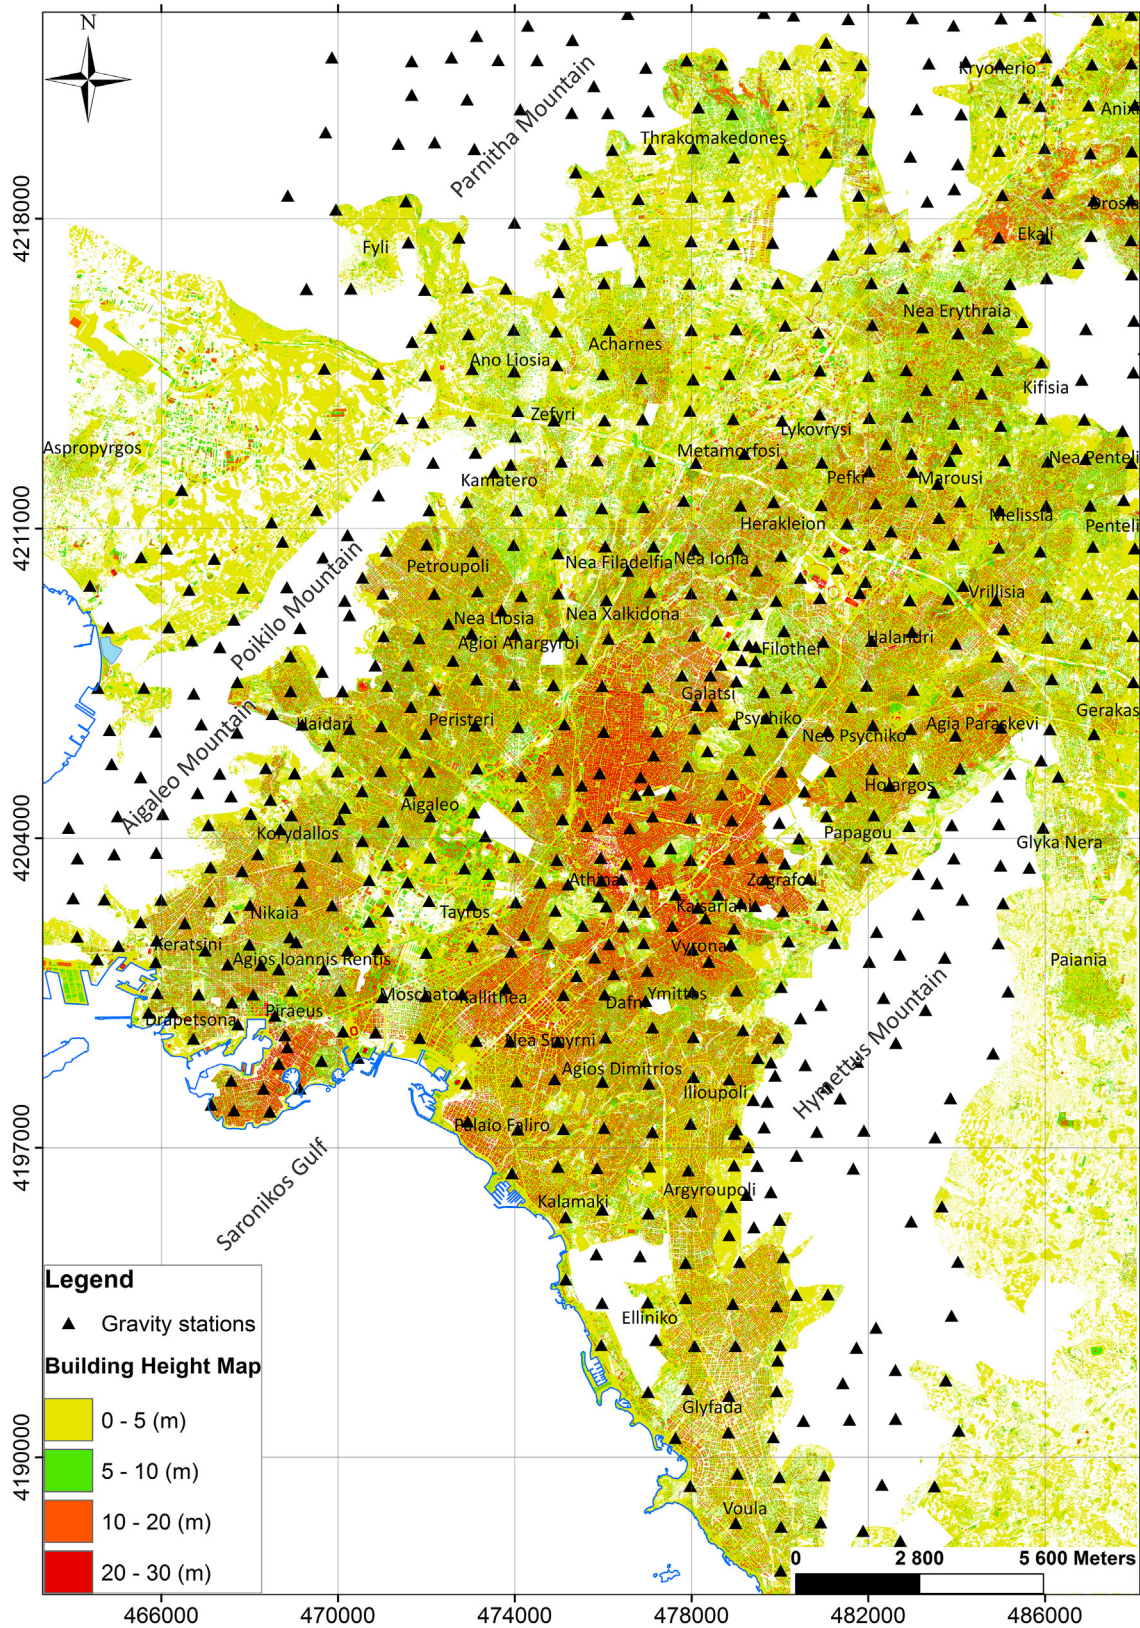 N
Kryonerio
Anixi
Parnitha Mountain
Thrakomakedones
Drosia
4218000
Fyli
Ekali
Nea Erythraia
Acharnes
Ano Liosia
Kifisia
Zefyri
Lykovrysi
Aspropyrgos
Metamorfosi
Nea Penteli
Kamatero
Pefki
Marousi
4211000
Melissia
Herakleion
Penteli
Petroupoli
Nea Filadelfia
Nea Ionia
Vrillisia
Poikilo Mountain
Nea Liosia
Nea Xalkidona
Halandri
Agioi Anargyroi
Filothei
Galatsi
Gerakas
Haidari
Peristeri
Psychiko
Agia Paraskevi
Neo Psychiko
Aigaleo Mountain
Holargos
Aigaleo
Korydallos
Papagou
4204000
Glyka Nera
Athina
Zografou
Nikaia
Tayros
Kaisariani
Keratsini
Vyronas
Agios Ioannis Rentis
Paiania
Moschato
Kallithea
Dafni
Ymittos
Piraeus
Drapetsona
Hymettus Mountain
Nea Smyrni
Agios Dimitrios
Ilioupoli
Palaio Faliro
4197000
Saronikos Gulf
Argyroupoli
Kalamaki
Elliniko
Glyfada
4190000
Voula
Legend
Gravity stations
Building Height Map
0 - 5 (m)
5 - 10 (m)
10 - 20 (m)
20 - 30 (m)
0 2 800 5 600 Meters
466000 470000 474000 478000 482000 486000